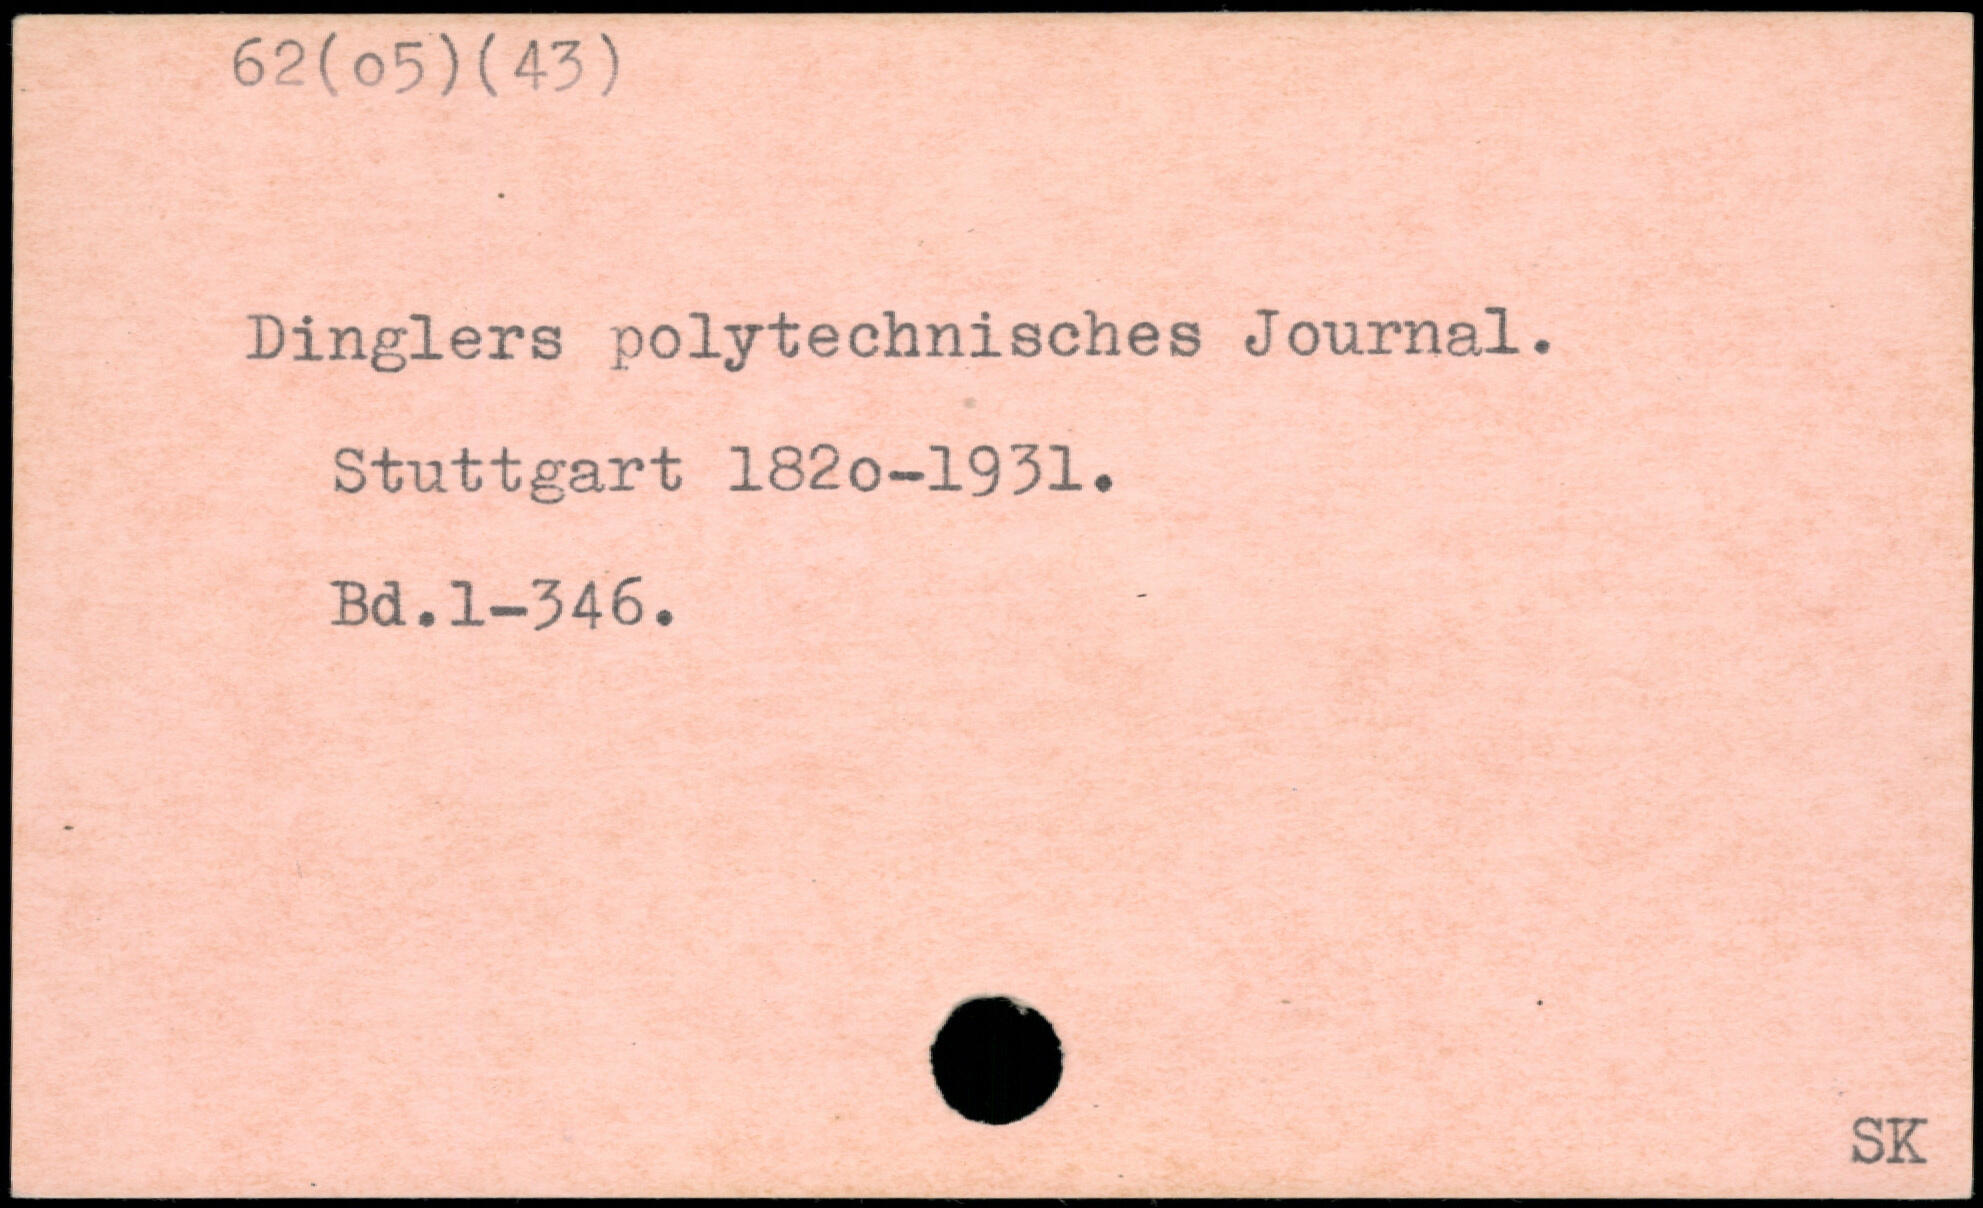 62(o5)(43)
Dinglers polytechnisches Journal.
Stuttgart 182o-1931.
Bd.1-346.
SK